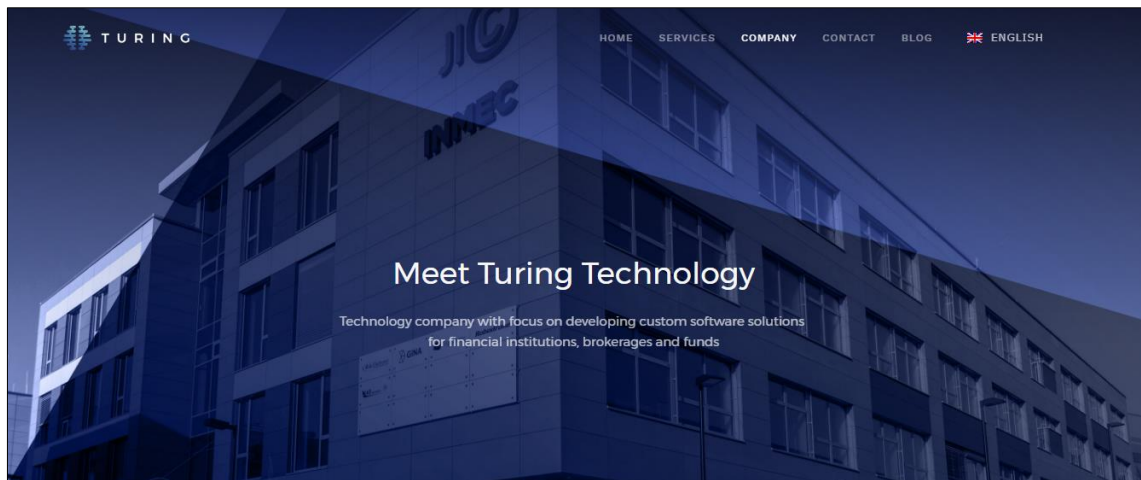 TURING
HOME SERVICES COMPANY CONTACT BLOG ENGLISH
JIC
INMEC
Meet Turing Technology
Technology company with focus on developing custom software solutions
for financial institutions, brokerages and funds
GINA